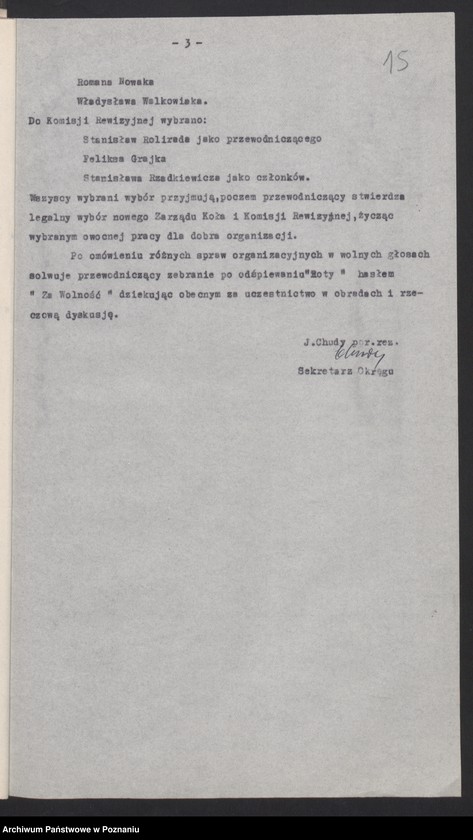 - 3 -
15
Romana Nowaka
Władysława Walkowiaka.
Do Komisji Rewizyjnej wybrano:
Stanisław Rolirada jako przewodniczącego
Feliksa Grajka
Stanisława Rzadkiewicza jako członków.
Wszyscy wybrani wybór przyjmują,poczem przewodniczący stwierdza
legalny wybór nowego Zarządu Koła i Komisji Rewizyjnej,życząc
wybranym owocnej pracy dla dobra organizacji.
Po omówieniu różnych spraw organizacyjnych w wolnych głosach
solwuje przewodniczący zebranie po odśpiewaniu"Roty " hasłem
" Za Wolność " dziękując obecnym za uczestnictwo w obradach i rze-
czową dyskusję.
J.Chudy por.rez.
Chudy
Sekretarz Okręgu
Archiwum Państwowe w Poznaniu